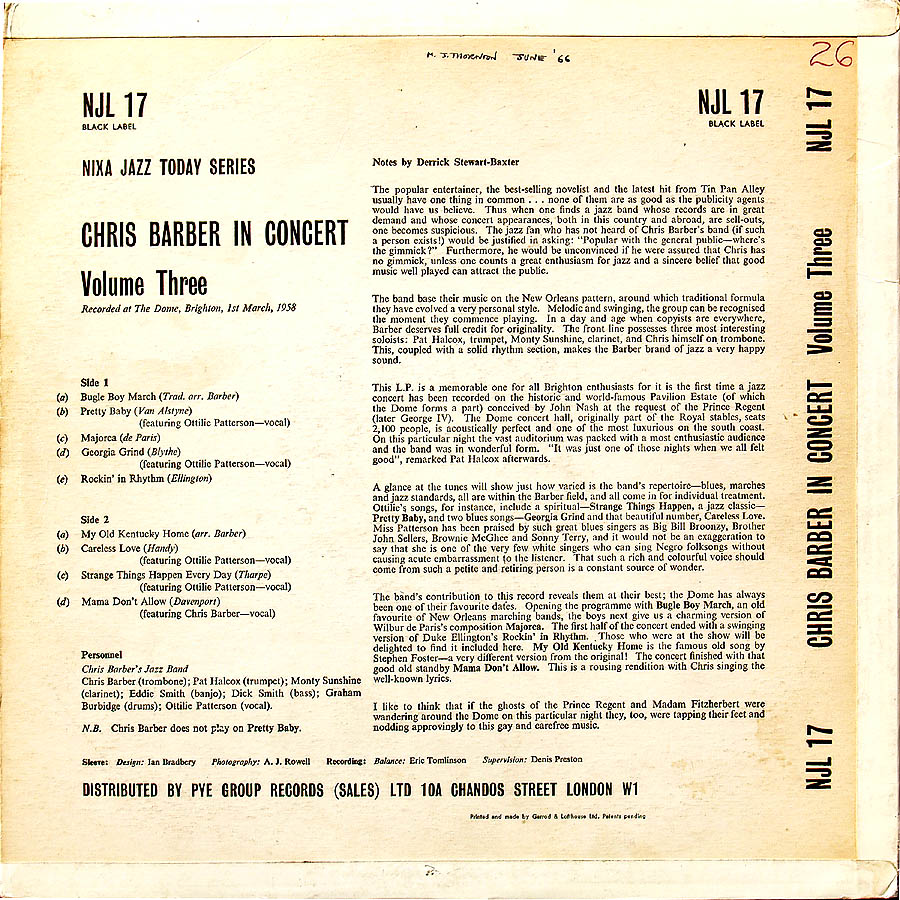 M. J. THORNTON JUNE '66
26
NJL 17
BLACK LABEL
NJL 17
BLACK LABEL
NIXA JAZZ TODAY SERIES
CHRIS BARBER IN CONCERT
Volume Three
Recorded at The Dome, Brighton, 1st March, 1958
Side 1
(a) Bugle Boy March (Trad. arr. Barber)
(b) Pretty Baby (Van Alstyne)
(featuring Ottilie Patterson—vocal)
(c) Majorca (de Paris)
(d) Georgia Grind (Blythe)
(featuring Ottilie Patterson—vocal)
(e) Rockin' in Rhythm (Ellington)
Side 2
(a) My Old Kentucky Home (arr. Barber)
(b) Careless Love (Handy)
(featuring Ottilie Patterson—vocal)
(c) Strange Things Happen Every Day (Tharpe)
(featuring Ottilie Patterson—vocal)
(d) Mama Don't Allow (Davenport)
(featuring Chris Barber—vocal)
Personnel
Chris Barber's Jazz Band
Chris Barber (trombone); Pat Halcox (trumpet); Monty Sunshine
(clarinet); Eddie Smith (banjo); Dick Smith (bass); Graham
Burbidge (drums); Ottilie Patterson (vocal).
N.B. Chris Barber does not play on Pretty Baby.
Notes by Derrick Stewart-Baxter
The popular entertainer, the best-selling novelist and the latest hit from Tin Pan Alley
usually have one thing in common . . . none of them are as good as the publicity agents
would have us believe. Thus when one finds a jazz band whose records are in great
demand and whose concert appearances, both in this country and abroad, are sell-outs,
one becomes suspicious. The jazz fan who has not heard of Chris Barber's band (if such
a person exists!) would be justified in asking: "Popular with the general public—where's
the gimmick?" Furthermore, he would be unconvinced if he were assured that Chris has
no gimmick, unless one counts a great enthusiasm for jazz and a sincere belief that good
music well played can attract the public.
The band base their music on the New Orleans pattern, around which traditional formula
they have evolved a very personal style. Melodic and swinging, the group can be recognised
the moment they commence playing. In a day and age when copyists are everywhere,
Barber deserves full credit for originality. The front line possesses three most interesting
soloists: Pat Halcox, trumpet, Monty Sunshine, clarinet, and Chris himself on trombone.
This, coupled with a solid rhythm section, makes the Barber brand of jazz a very happy
sound.
This L.P. is a memorable one for all Brighton enthusiasts for it is the first time a jazz
concert has been recorded on the historic and world-famous Pavilion Estate (of which
the Dome forms a part) conceived by John Nash at the request of the Prince Regent
(later George IV). The Dome concert hall, originally part of the Royal stables, seats
2,100 people, is acoustically perfect and one of the most luxurious on the south coast.
On this particular night the vast auditorium was packed with a most enthusiastic audience
and the band was in wonderful form. "It was just one of those nights when we all felt
good", remarked Pat Halcox afterwards.
A glance at the tunes will show just how varied is the band's repertoire—blues, marches
and jazz standards, all are within the Barber field, and all come in for individual treatment.
Ottilie's songs, for instance, include a spiritual—Strange Things Happen, a jazz classic—
Pretty Baby, and two blues songs—Georgia Grind and that beautiful number, Careless Love.
Miss Patterson has been praised by such great blues singers as Big Bill Broonzy, Brother
John Sellers, Brownie McGhee and Sonny Terry, and it would not be an exaggeration to
say that she is one of the very few white singers who can sing Negro folksongs without
causing acute embarrassment to the listener. That such a rich and colourful voice should
come from such a petite and retiring person is a constant source of wonder.
The band's contribution to this record reveals them at their best; the Dome has always
been one of their favourite dates. Opening the programme with Bugle Boy March, an old
favourite of New Orleans marching bands, the boys next give us a charming version of
Wilbur de Paris's composition Majorca. The first half of the concert ended with a swinging
version of Duke Ellington's Rockin' in Rhythm. Those who were at the show will be
delighted to find it included here. My Old Kentucky Home is the famous old song by
Stephen Foster—a very different version from the original! The concert finished with that
good old standby Mama Don't Allow. This is a rousing rendition with Chris singing the
well-known lyrics.
I like to think that if the ghosts of the Prince Regent and Madam Fitzherbert were
wandering around the Dome on this particular night they, too, were tapping their feet and
nodding approvingly to this gay and carefree music.
Sleeve: Design: Ian Bradbery Photography: A. J. Rowell Recording: Balance: Eric Tomlinson Supervision: Denis Preston
DISTRIBUTED BY PYE GROUP RECORDS (SALES) LTD 10A CHANDOS STREET LONDON W1
Printed and made by Garrod & Lofthouse Ltd. Patents pending
NJL 17 CHRIS BARBER IN CONCERT Volume Three NJL 17